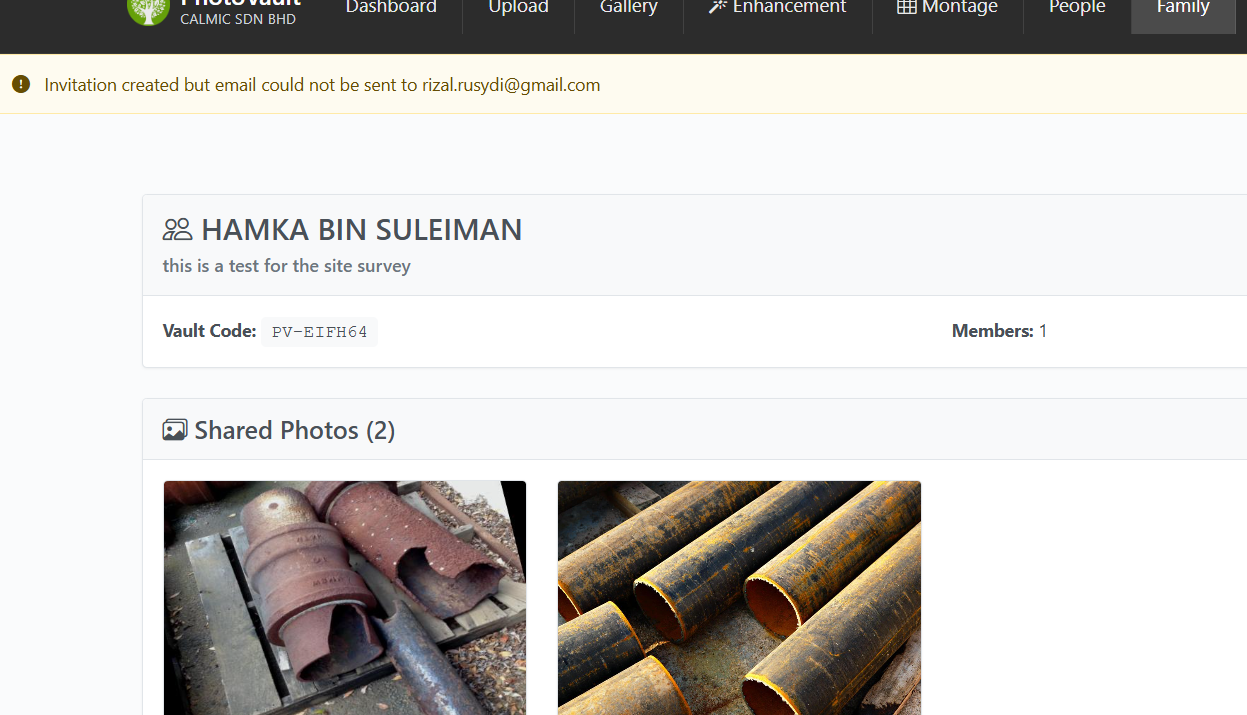 PhotoVault
CALMIC SDN BHD
Dashboard
Upload
Gallery
Enhancement
Montage
People
Family
Invitation created but email could not be sent to rizal.rusydi@gmail.com
HAMKA BIN SULEIMAN
this is a test for the site survey
Vault Code: PV-EIFH64
Members: 1
Shared Photos (2)